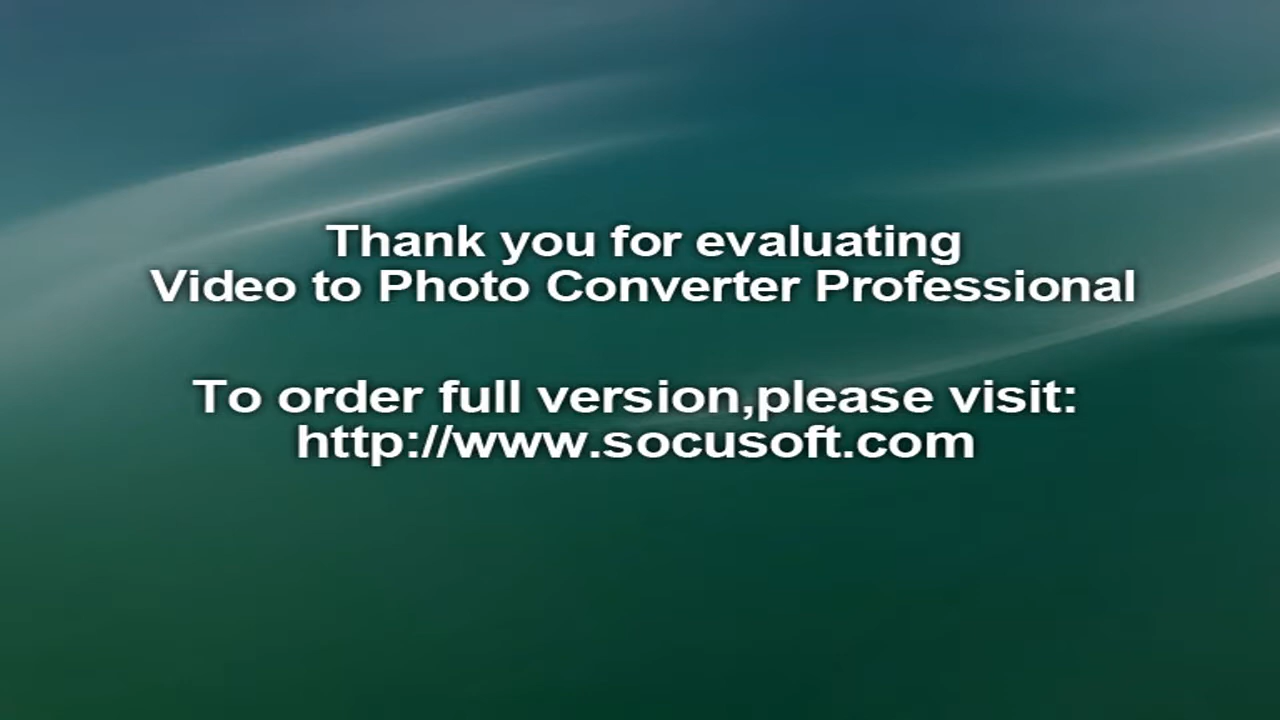 Thank you for evaluating
Video to Photo Converter Professional
To order full version,please visit:
http://www.socusoft.com